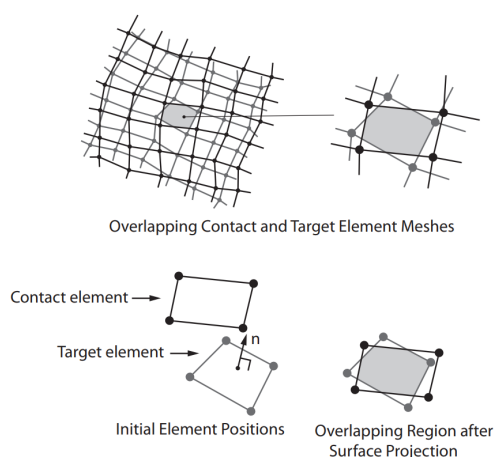 Overlapping Contact and Target Element Meshes
Contact element
n
Target element
Initial Element Positions
Overlapping Region after
Surface Projection